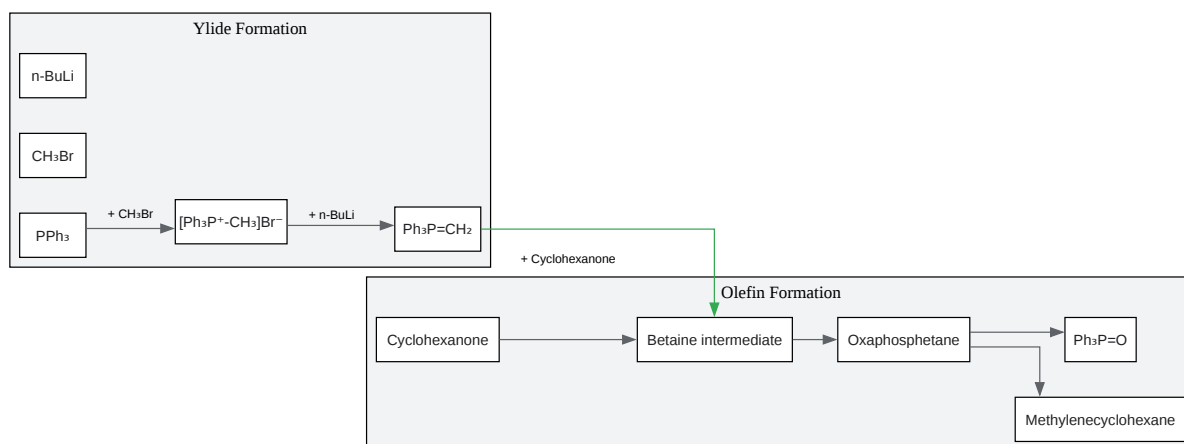 Ylide Formation
n-BuLi
CH₃Br
PPh₃
+ CH₃Br
[Ph₃P⁺-CH₃]Br⁻
+ n-BuLi
Ph₃P=CH₂
+ Cyclohexanone
Olefin Formation
Cyclohexanone
Betaine intermediate
Oxaphosphetane
Ph₃P=O
Methylenecyclohexane